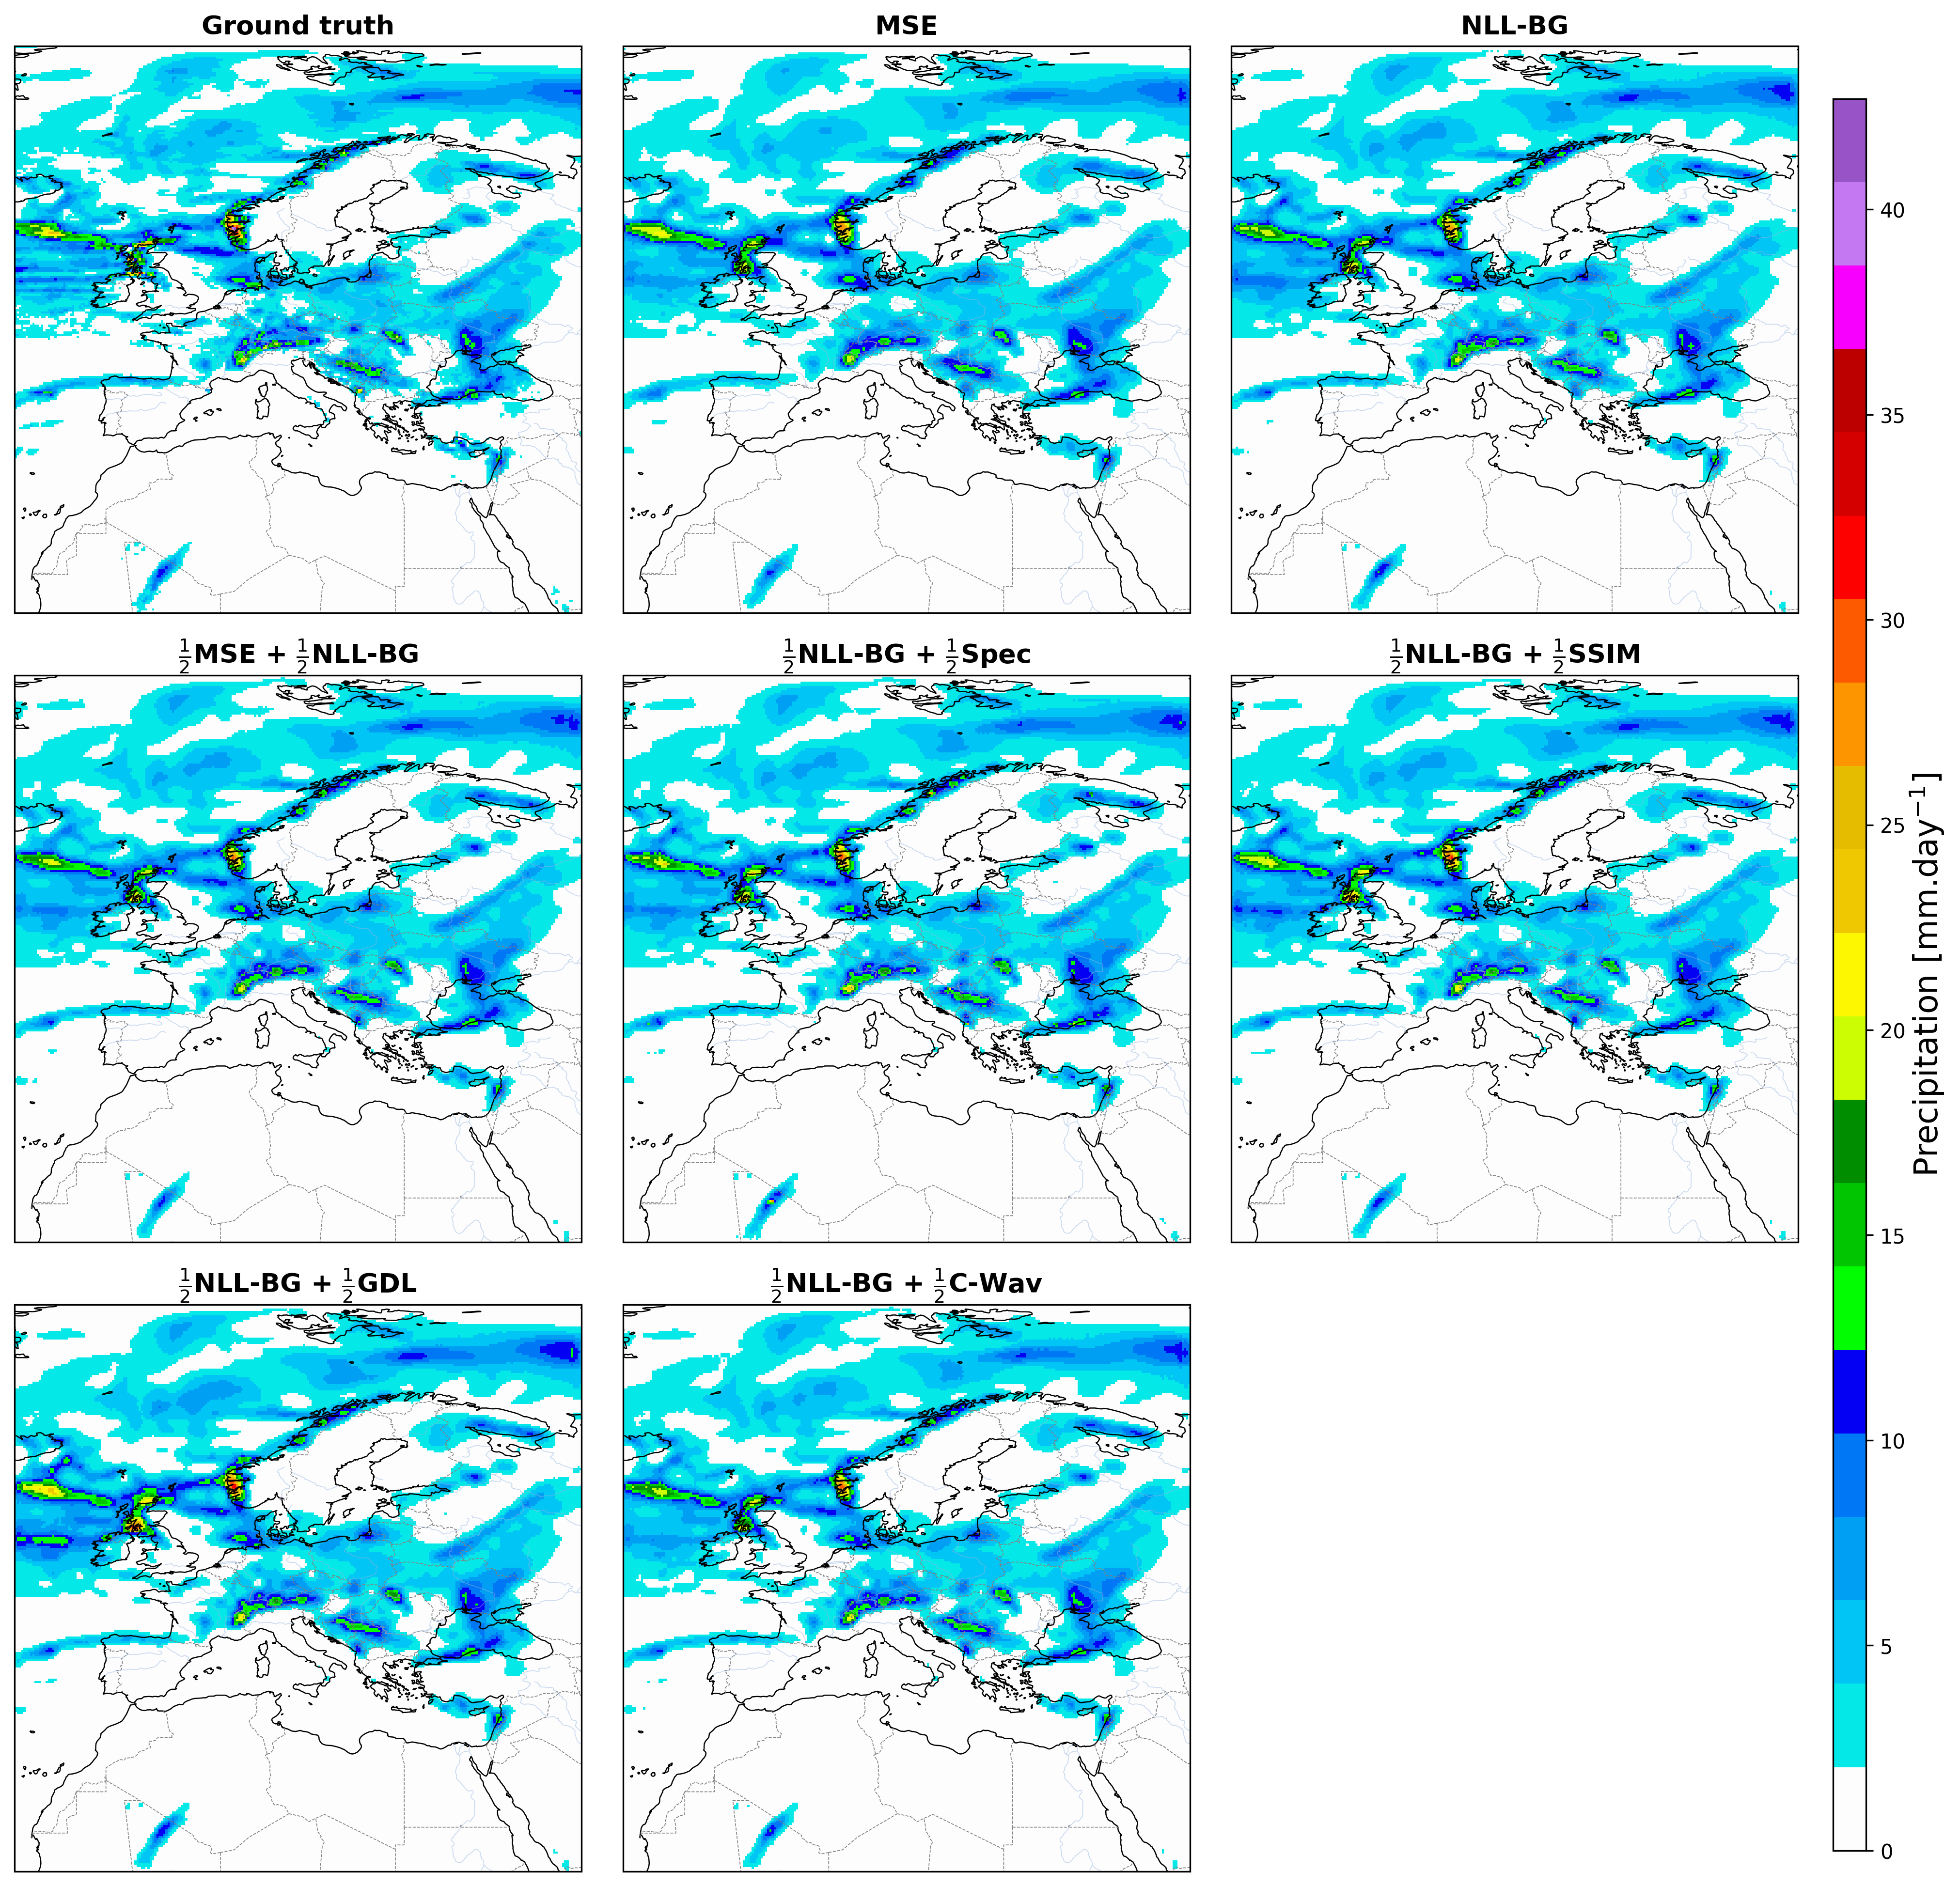 Ground truth
MSE
NLL-BG
½MSE + ½NLL-BG
½NLL-BG + ½Spec
½NLL-BG + ½SSIM
½NLL-BG + ½GDL
½NLL-BG + ½C-Wav
40
35
30
25
20
15
10
5
0
Precipitation [mm.day⁻¹]